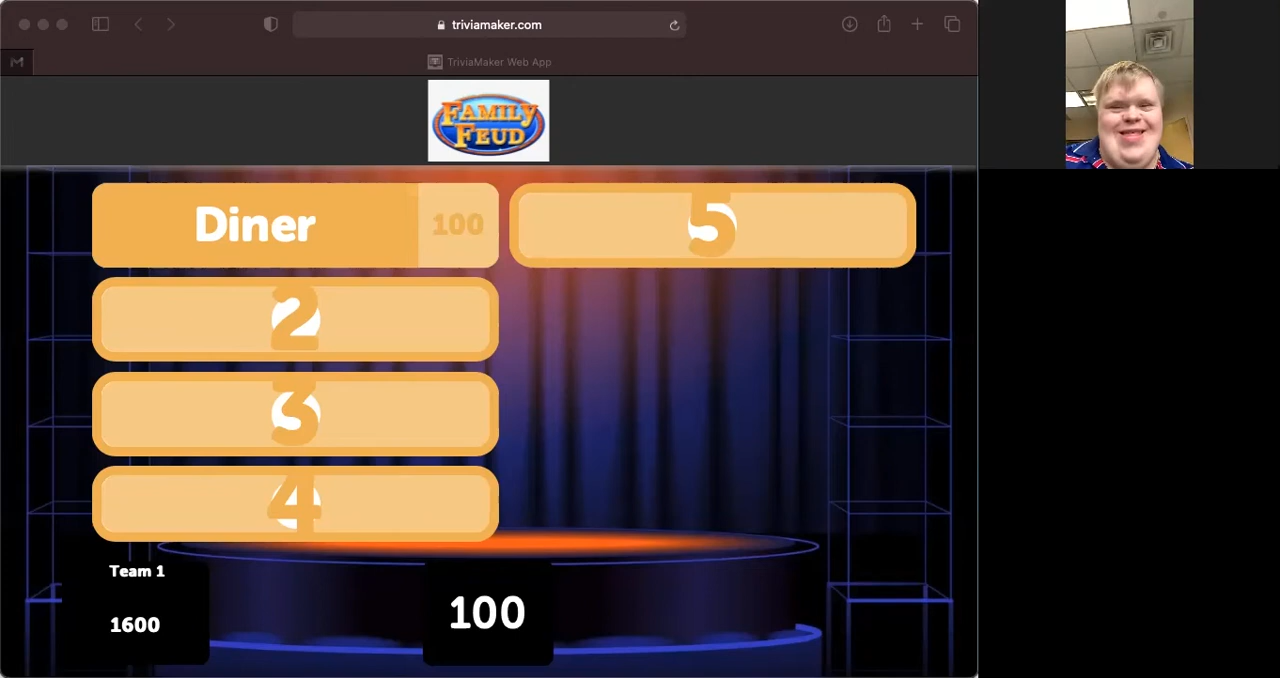 triviamaker.com
TriviaMaker Web App
FAMILY
FEUD
Diner 100
5
2
3
4
Team 1
1600
100